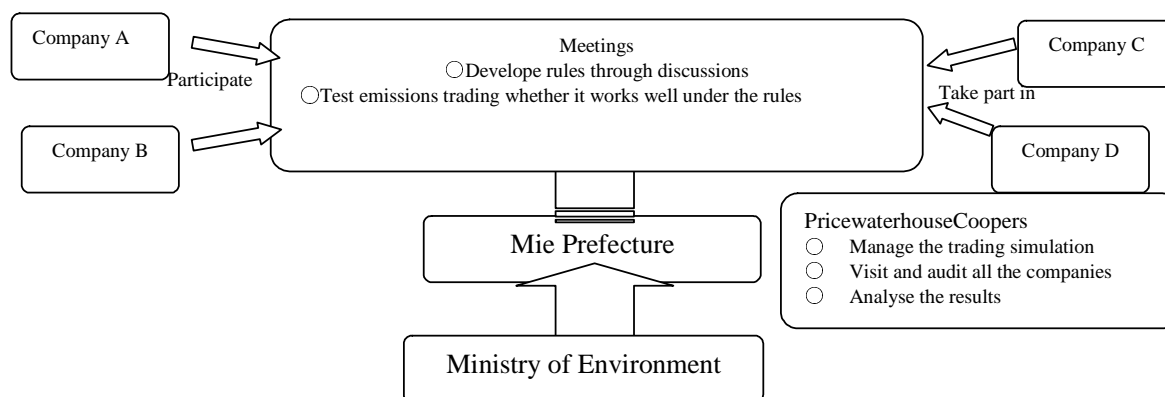 Company A
Participate
Company B
Meetings
○Develope rules through discussions
○Test emissions trading whether it works well under the rules
Company C
Take part in
Company D
Mie Prefecture
PricewaterhouseCoopers
○ Manage the trading simulation
○ Visit and audit all the companies
○ Analyse the results
Ministry of Environment